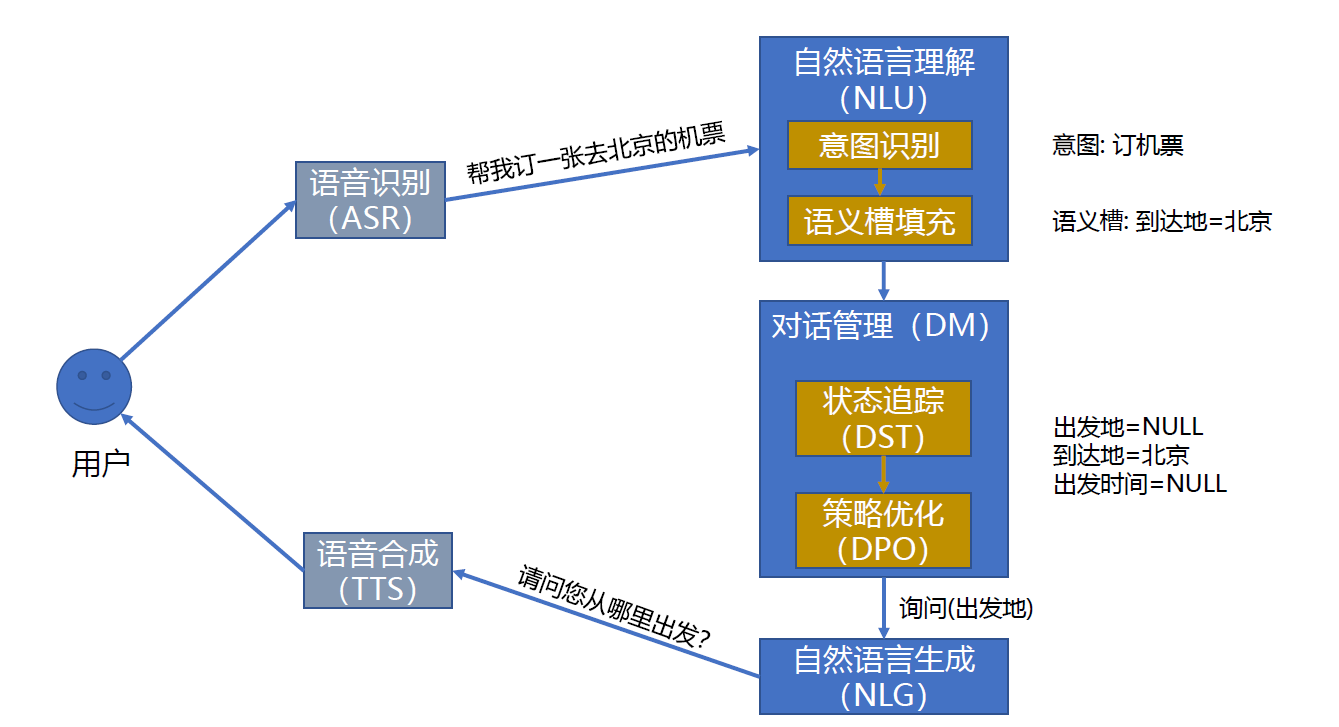 自然语言理解
（NLU）
意图识别
语义槽填充
意图: 订机票
语义槽: 到达地=北京
帮我订一张去北京的机票
语音识别
（ASR）
对话管理（DM）
状态追踪
（DST）
策略优化
（DPO）
出发地=NULL
到达地=北京
出发时间=NULL
用户
语音合成
（TTS）
请问您从哪里出发?
询问(出发地)
自然语言生成
（NLG）